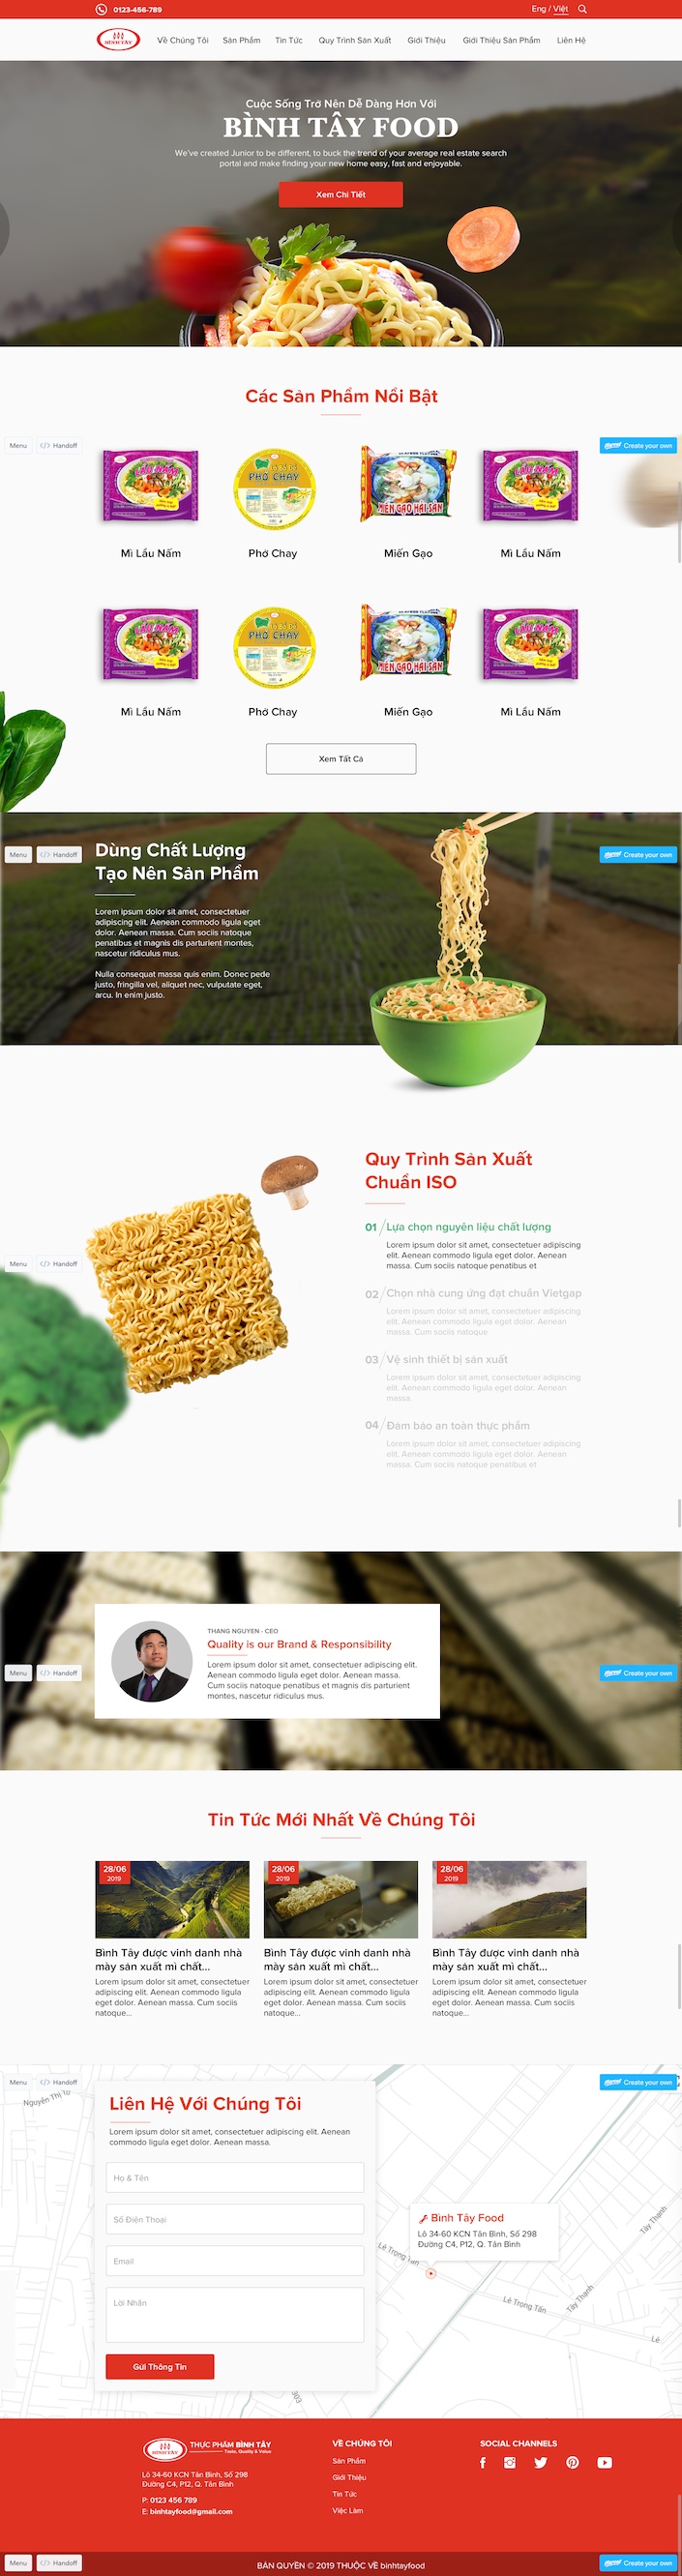 0123-456-789
Eng / Việt
BÌNH TÂY
Về Chúng Tôi
Sản Phẩm
Tin Tức
Quy Trình Sản Xuất
Giới Thiệu
Giới Thiệu Sản Phẩm
Liên Hệ
Cuộc Sống Trở Nên Dễ Dàng Hơn Với
BÌNH TÂY FOOD
We've created Junior to be different, to buck the trend of your average real estate search
portal and make finding your new home easy, fast and enjoyable.
Xem Chi Tiết
Các Sản Phẩm Nổi Bật
Menu
</> Handoff
Create your own
LẨU NẤM
PHỞ CHAY
MIẾN GẠO HẢI SẢN
LẨU NẤM
Mì Lẩu Nấm
Phở Chay
Miến Gạo
Mì Lẩu Nấm
LẨU NẤM
PHỞ CHAY
MIẾN GẠO HẢI SẢN
LẨU NẤM
Mì Lẩu Nấm
Phở Chay
Miến Gạo
Mì Lẩu Nấm
Xem Tất Cả
Menu
</> Handoff
Create your own
Dùng Chất Lượng
Tạo Nên Sản Phẩm
Lorem ipsum dolor sit amet, consectetuer
adipiscing elit. Aenean commodo ligula eget
dolor. Aenean massa. Cum sociis natoque
penatibus et magnis dis parturient montes,
nascetur ridiculus mus.
Nulla consequat massa quis enim. Donec pede
justo, fringilla vel, aliquet nec, vulputate eget,
arcu. In enim justo.
Quy Trình Sản Xuất
Chuẩn ISO
01 / Lựa chọn nguyên liệu chất lượng
Lorem ipsum dolor sit amet, consectetuer adipiscing
elit. Aenean commodo ligula eget dolor. Aenean
massa. Cum sociis natoque penatibus et
Menu
</> Handoff
02 / Chọn nhà cung ứng đạt chuẩn Vietgap
Lorem ipsum dolor sit amet, consectetuer adipiscing
elit. Aenean commodo ligula eget dolor. Aenean
massa. Cum sociis natoque
03 / Vệ sinh thiết bị sản xuất
Lorem ipsum dolor sit amet, consectetuer adipiscing
elit. Aenean commodo ligula eget dolor. Aenean
massa.
04 / Đảm bảo an toàn thực phẩm
Lorem ipsum dolor sit amet, consectetuer adipiscing
elit. Aenean commodo ligula eget dolor. Aenean
massa. Cum sociis natoque penatibus et
THANG NGUYEN - CEO
Quality is our Brand & Responsibility
Lorem ipsum dolor sit amet, consectetuer adipiscing elit.
Aenean commodo ligula eget dolor. Aenean massa.
Cum sociis natoque penatibus et magnis dis parturient
montes, nascetur ridiculus mus.
Menu
</> Handoff
Create your own
Tin Tức Mới Nhất Về Chúng Tôi
28/06
2019
28/06
2019
28/06
2019
Bình Tây được vinh danh nhà
mày sản xuất mì chất...
Lorem ipsum dolor sit amet, consectetuer
adipiscing elit. Aenean commodo ligula
eget dolor. Aenean massa. Cum sociis
natoque...
Bình Tây được vinh danh nhà
mày sản xuất mì chất...
Lorem ipsum dolor sit amet, consectetuer
adipiscing elit. Aenean commodo ligula
eget dolor. Aenean massa. Cum sociis
natoque...
Bình Tây được vinh danh nhà
mày sản xuất mì chất...
Lorem ipsum dolor sit amet, consectetuer
adipiscing elit. Aenean commodo ligula
eget dolor. Aenean massa. Cum sociis
natoque...
Menu
</> Handoff
Create your own
Nguyễn Thị Tú
Liên Hệ Với Chúng Tôi
Lorem ipsum dolor sit amet, consectetuer adipiscing elit. Aenean
commodo ligula eget dolor. Aenean massa.
Họ & Tên
Số Điện Thoại
Email
Lời Nhắn
Gửi Thông Tin
Bình Tây Food
Lô 34-60 KCN Tân Bình, Số 298
Đường C4, P12, Q. Tân Bình
Tây Thạnh
Lê Trọng Tấn
Lê Trọng Tấn
Tây Thạnh
Lê
303
BÌNH TÂY
THỰC PHẨM BÌNH TÂY
Taste, Quality & Value
Lô 34-60 KCN Tân Bình, Số 298
Đường C4, P12, Q. Tân Bình
P: 0123 456 789
E: binhtayfood@gmail.com
VỀ CHÚNG TÔI
Sản Phẩm
Giới Thiệu
Tin Tức
Việc Làm
SOCIAL CHANNELS
Menu
</> Handoff
BẢN QUYỀN © 2019 THUỘC VỀ binhtayfood
Create your own